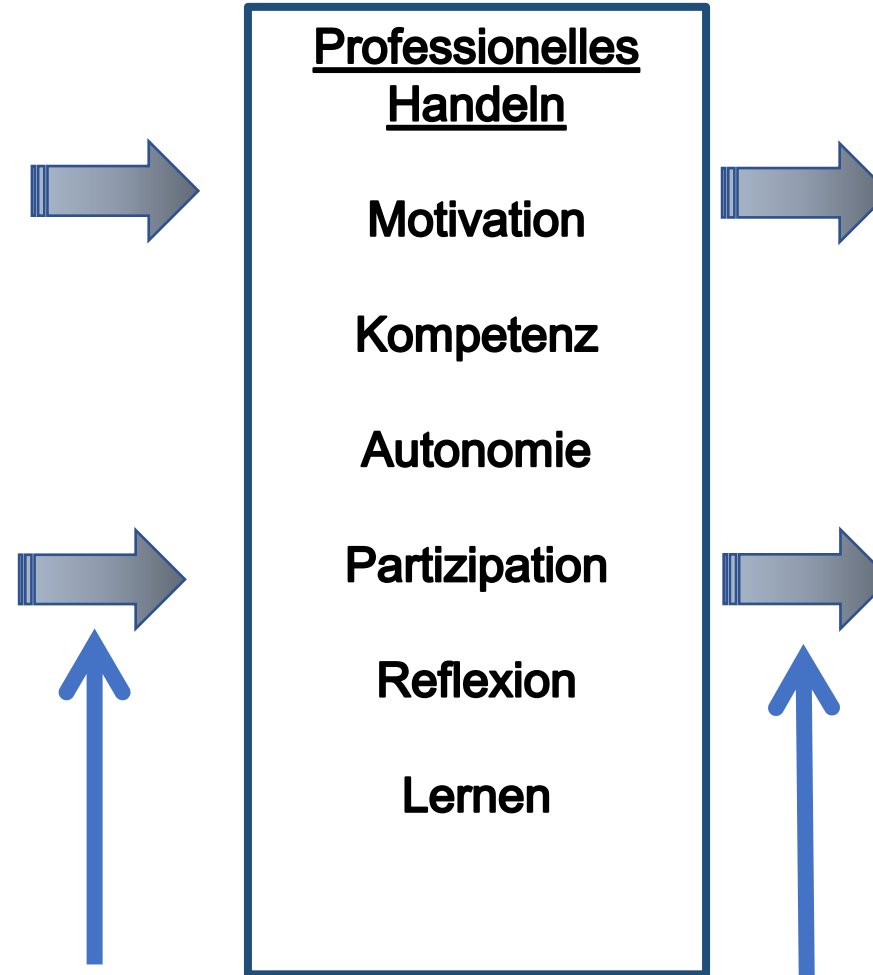 Professionelles
Handeln
Motivation
Kompetenz
Autonomie
Partizipation
Reflexion
Lernen